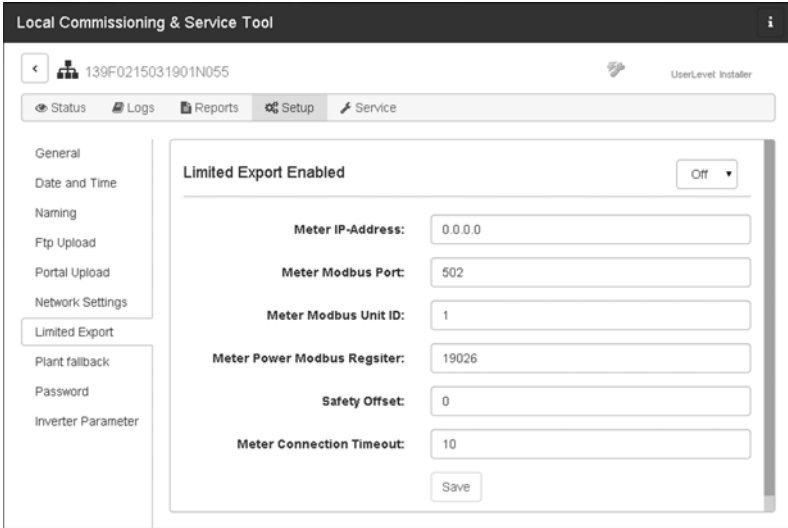 Local Commissioning & Service Tool
i
139F0215031901N055
UserLevel: Installer
Status Logs Reports Setup Service
General
Date and Time
Naming
Ftp Upload
Portal Upload
Network Settings
Limited Export
Plant fallback
Password
Inverter Parameter
Limited Export Enabled Off
Meter IP-Address: 0.0.0.0
Meter Modbus Port: 502
Meter Modbus Unit ID: 1
Meter Power Modbus Regsiter: 19026
Safety Offset: 0
Meter Connection Timeout: 10
Save